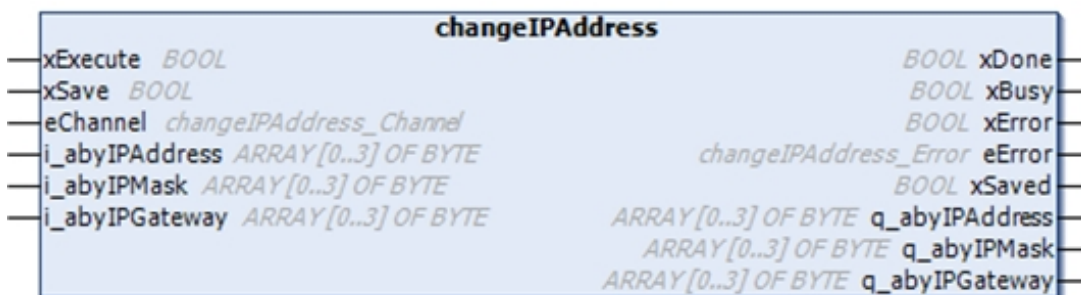 changeIPAddress
xExecute BOOL BOOL xDone
xSave BOOL BOOL xBusy
eChannel changeIPAddress_Channel BOOL xError
i_abyIPAddress ARRAY [0..3] OF BYTE changeIPAddress_Error eError
i_abyIPMask ARRAY [0..3] OF BYTE BOOL xSaved
i_abyIPGateway ARRAY [0..3] OF BYTE ARRAY [0..3] OF BYTE q_abyIPAddress
ARRAY [0..3] OF BYTE q_abyIPMask
ARRAY [0..3] OF BYTE q_abyIPGateway